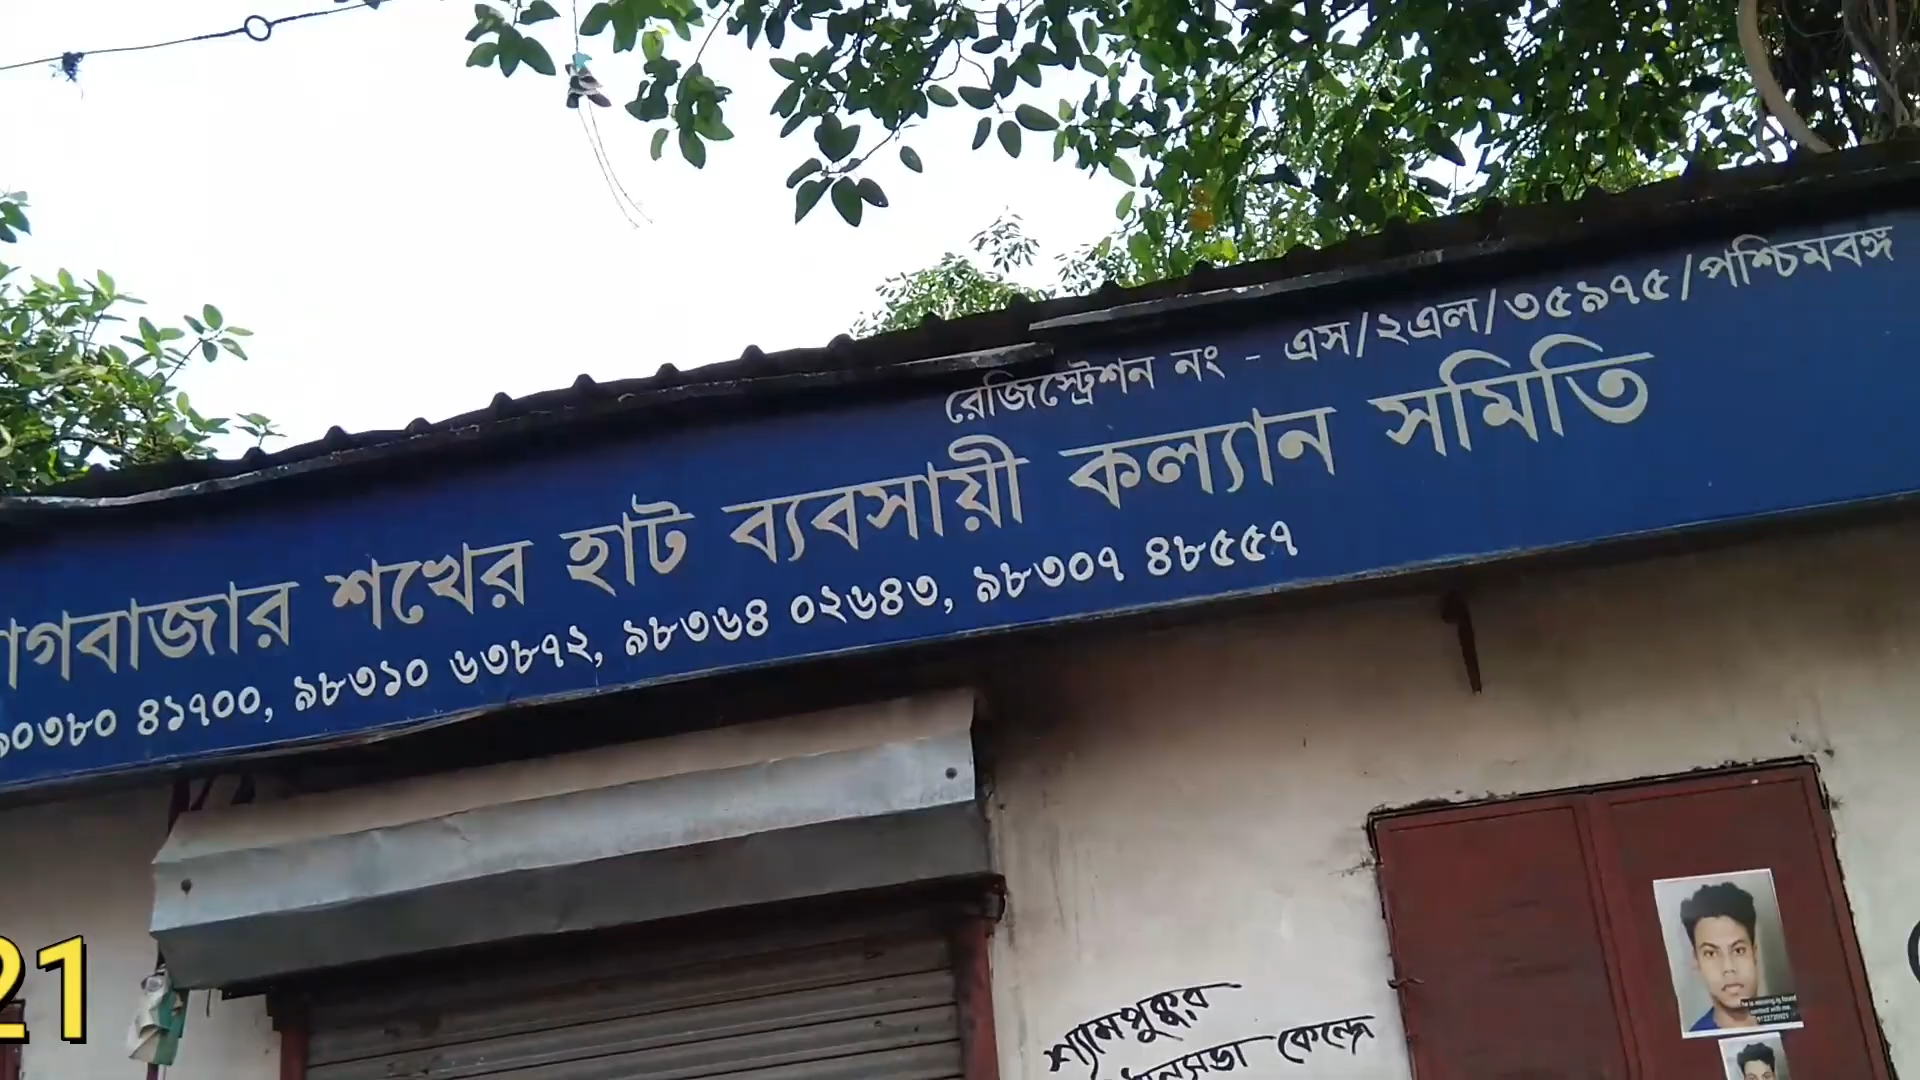 রেজিস্ট্রেশন নং - এস/২এল/৩৫৯৭৫/পশ্চিমবঙ্গ
াগবাজার শখের হাট ব্যবসায়ী কল্যান সমিতি
৯০৩৮০ ৪১৭০০, ৯৮৩১০ ৬৩৮৭২, ৯৮৩৬৪ ০২৬৪৩, ৯৮৩০৭ ৪৮৫৫৭
21
শ্যামপুকুর
কেন্দ্রে